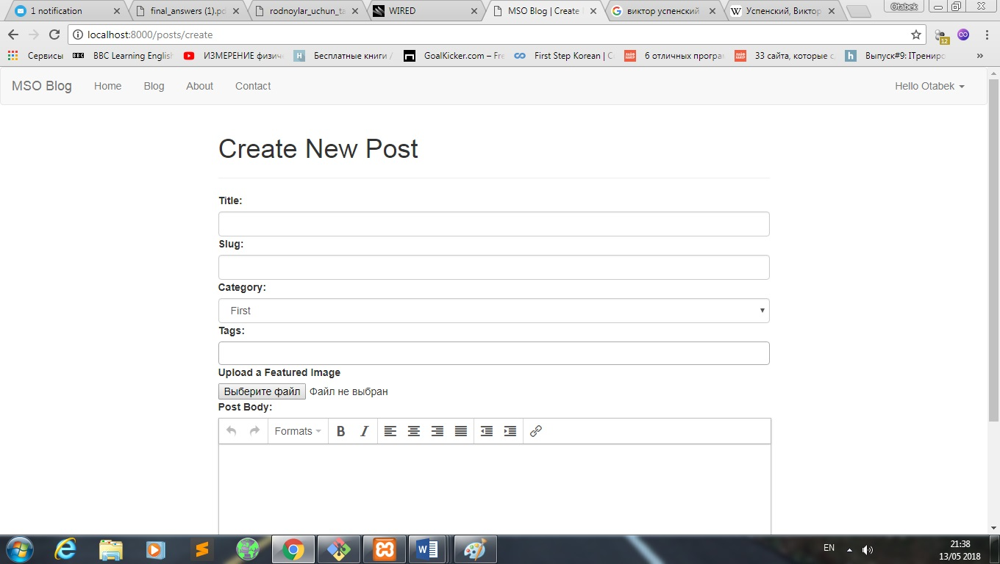 1 notification
final_answers (1).pd
rodnoylar_uchun_ta
WIRED
MSO Blog | Create
виктор успенский
Успенский, Виктор
Otabek
localhost:8000/posts/create
12
Сервисы
BBC Learning English
ИЗМЕРЕНИЕ физич
Бесплатные книги /
GoalKicker.com – Fre
First Step Korean | C
6 отличных програ
33 сайта, которые с
Выпуск#9: ITренирс
MSO Blog
Home
Blog
About
Contact
Hello Otabek
Create New Post
Title:
Slug:
Category:
First
Tags:
Upload a Featured Image
Выберите файл Файл не выбран
Post Body:
Formats
B I
EN
21:38
13/05 2018